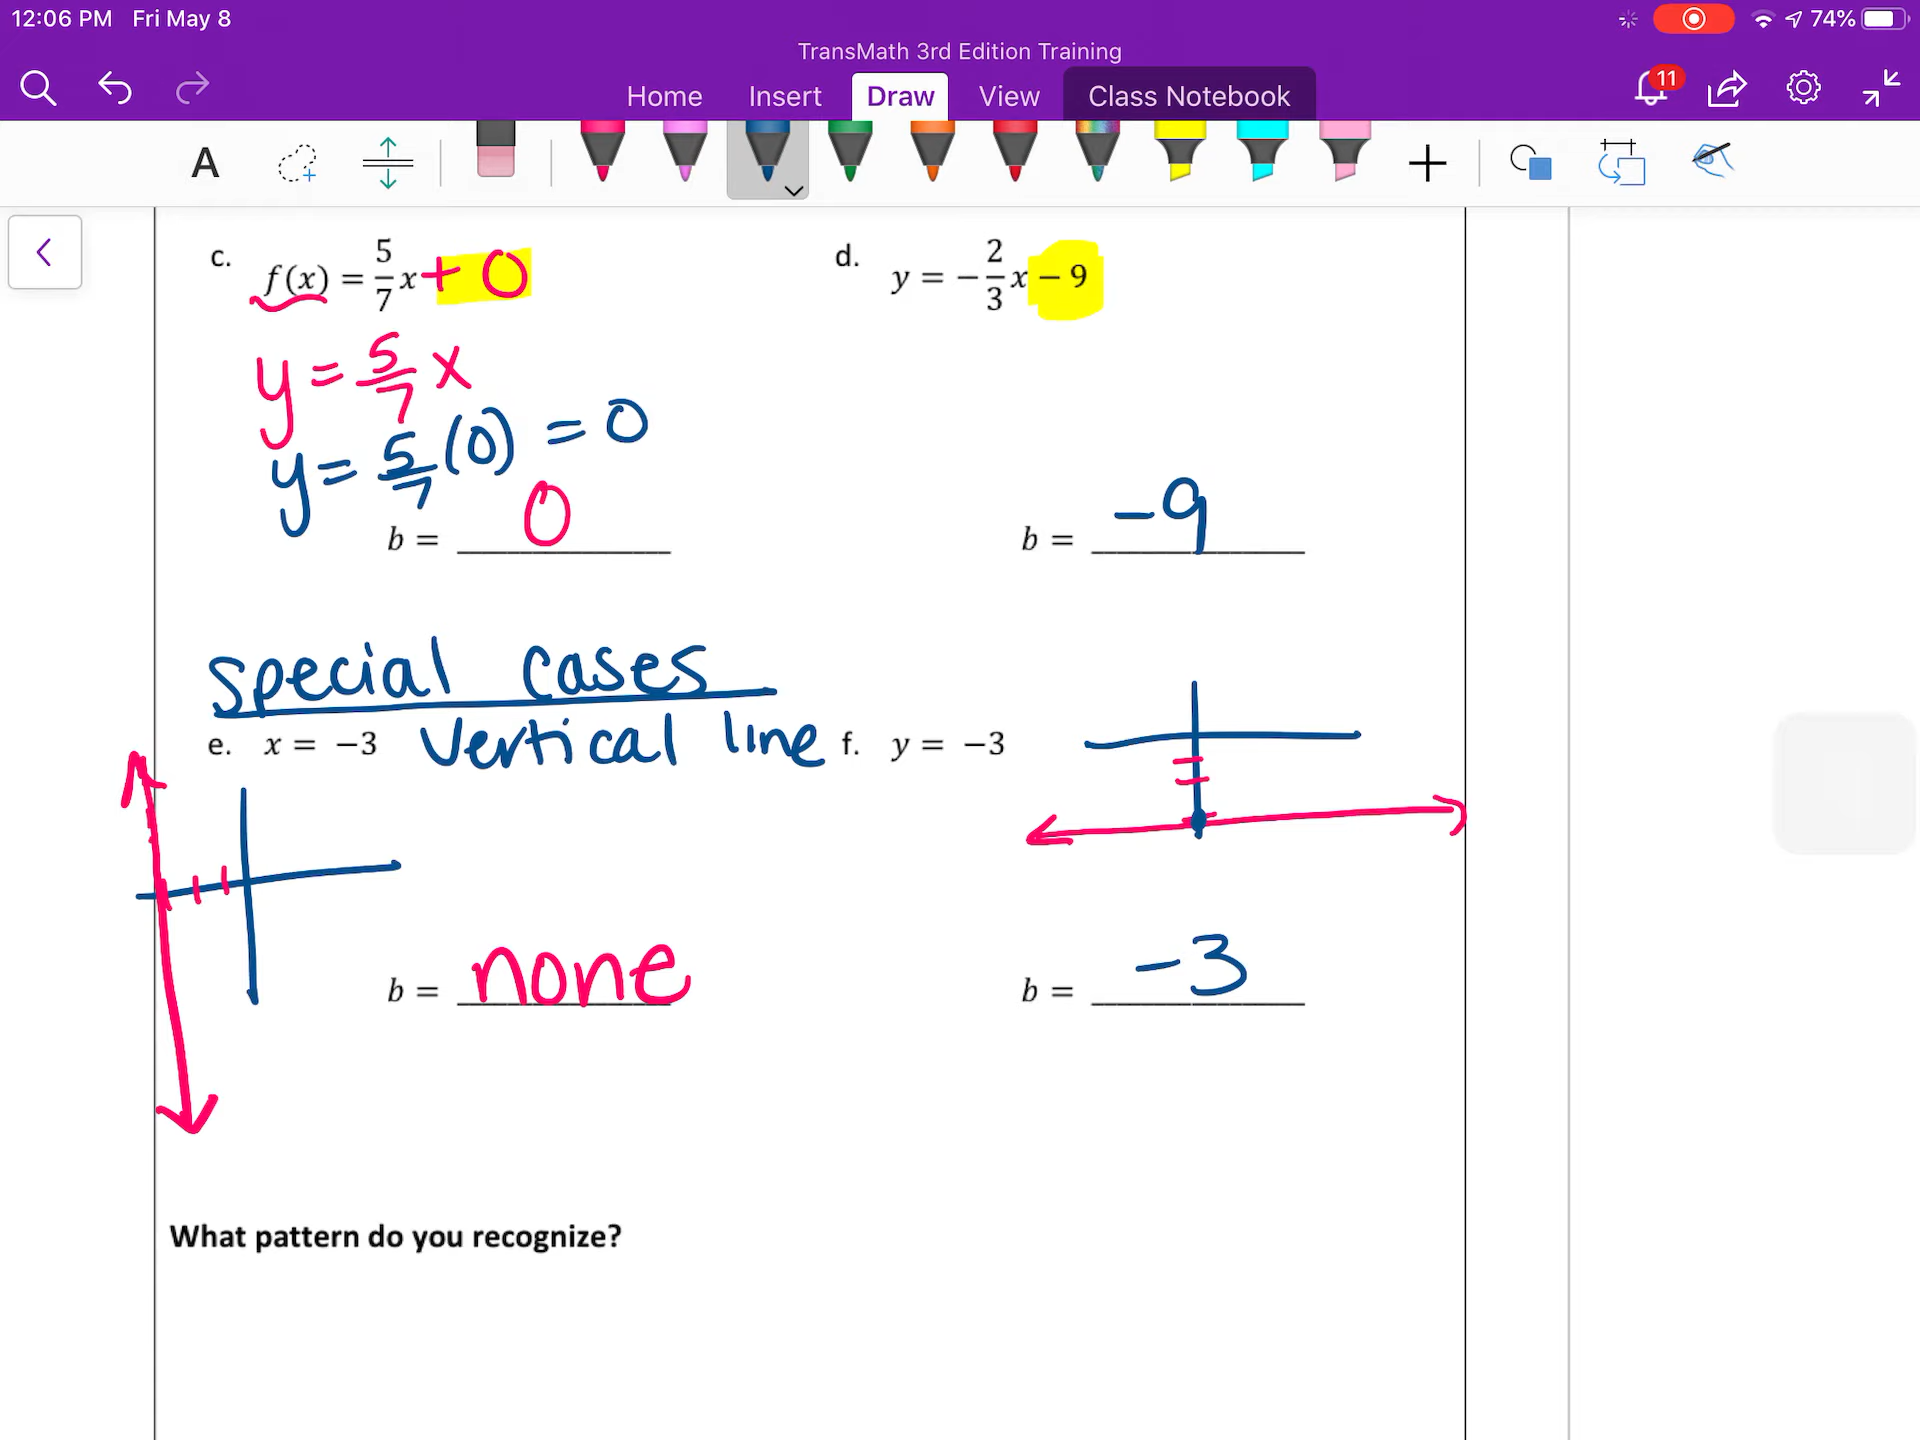 12:06 PM Fri May 8
74%
TransMath 3rd Edition Training
Home Insert Draw View Class Notebook
11
A
c. f(x) = 5/7 x + 0
d. y = −2/3 x − 9
y = 5/7 x
y = 5/7 (0) = 0
b = 0
b = -9
special cases
e. x = −3 vertical line
f. y = −3
b = none
b = -3
What pattern do you recognize?